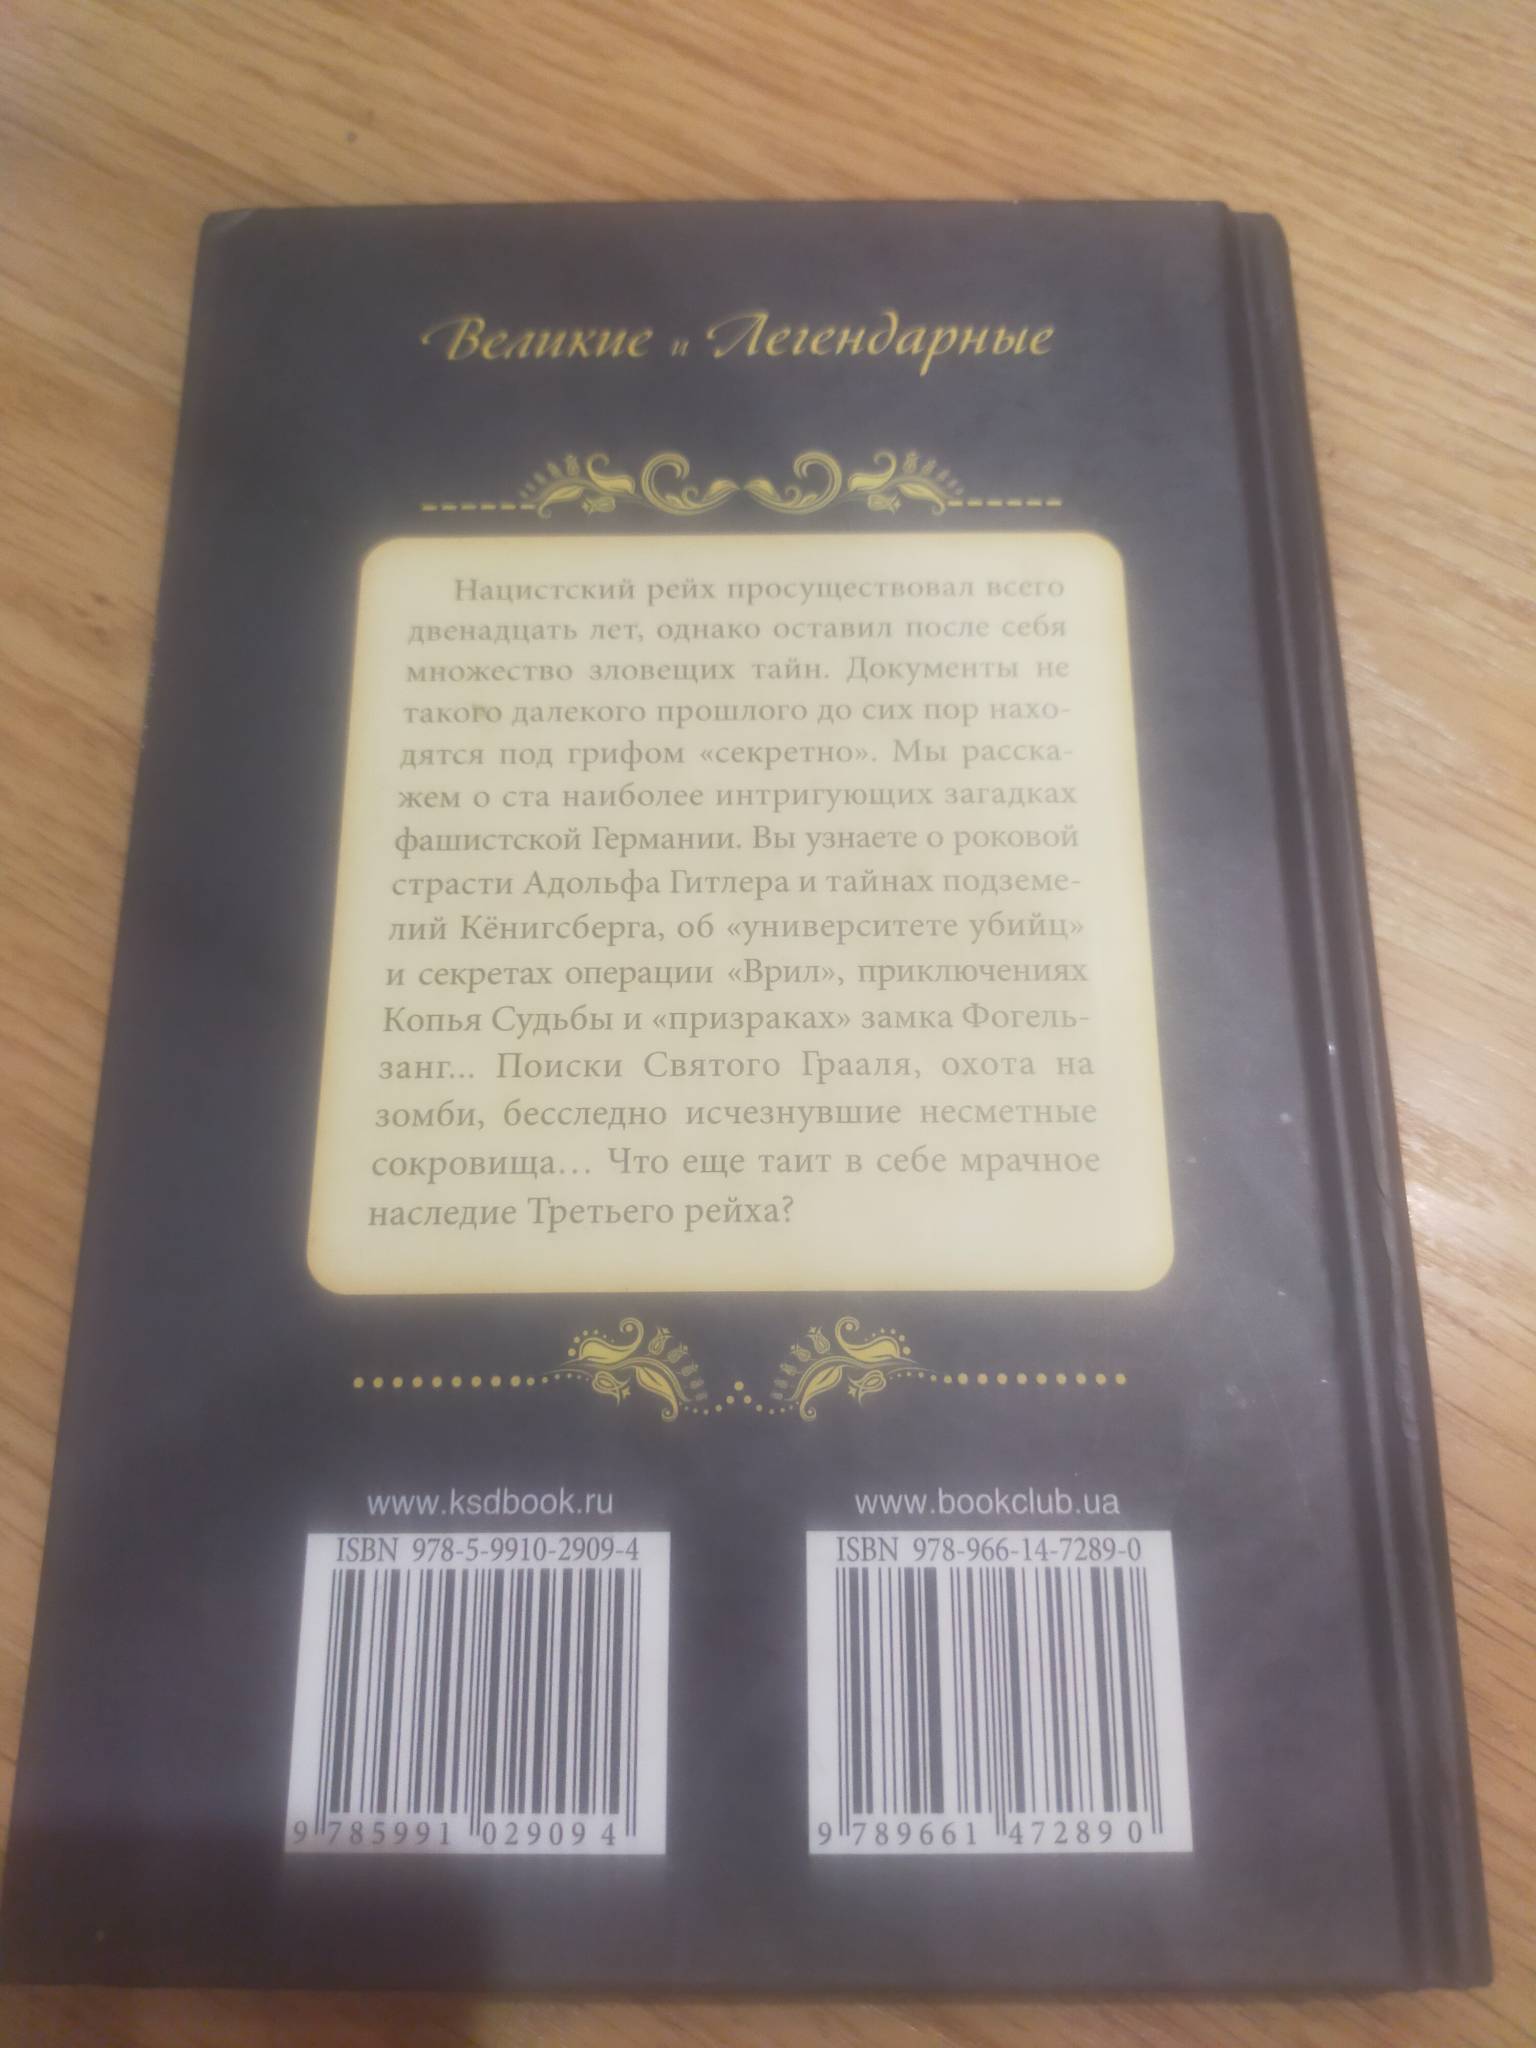 Великие и Легендарные
Нацистский рейх просуществовал всего
двенадцать лет, однако оставил после себя
множество зловещих тайн. Документы не
такого далекого прошлого до сих пор нахо-
дятся под грифом «секретно». Мы расска-
жем о ста наиболее интригующих загадках
фашистской Германии. Вы узнаете о роковой
страсти Адольфа Гитлера и тайнах подземе-
лий Кёнигсберга, об «университете убийц»
и секретах операции «Врил», приключениях
Копья Судьбы и «призраках» замка Фогель-
занг... Поиски Святого Грааля, охота на
зомби, бесследно исчезнувшие несметные
сокровища… Что еще таит в себе мрачное
наследие Третьего рейха?
www.ksdbook.ru
ISBN 978-5-9910-2909-4
9 785991 029094
www.bookclub.ua
ISBN 978-966-14-7289-0
9 789661 472890